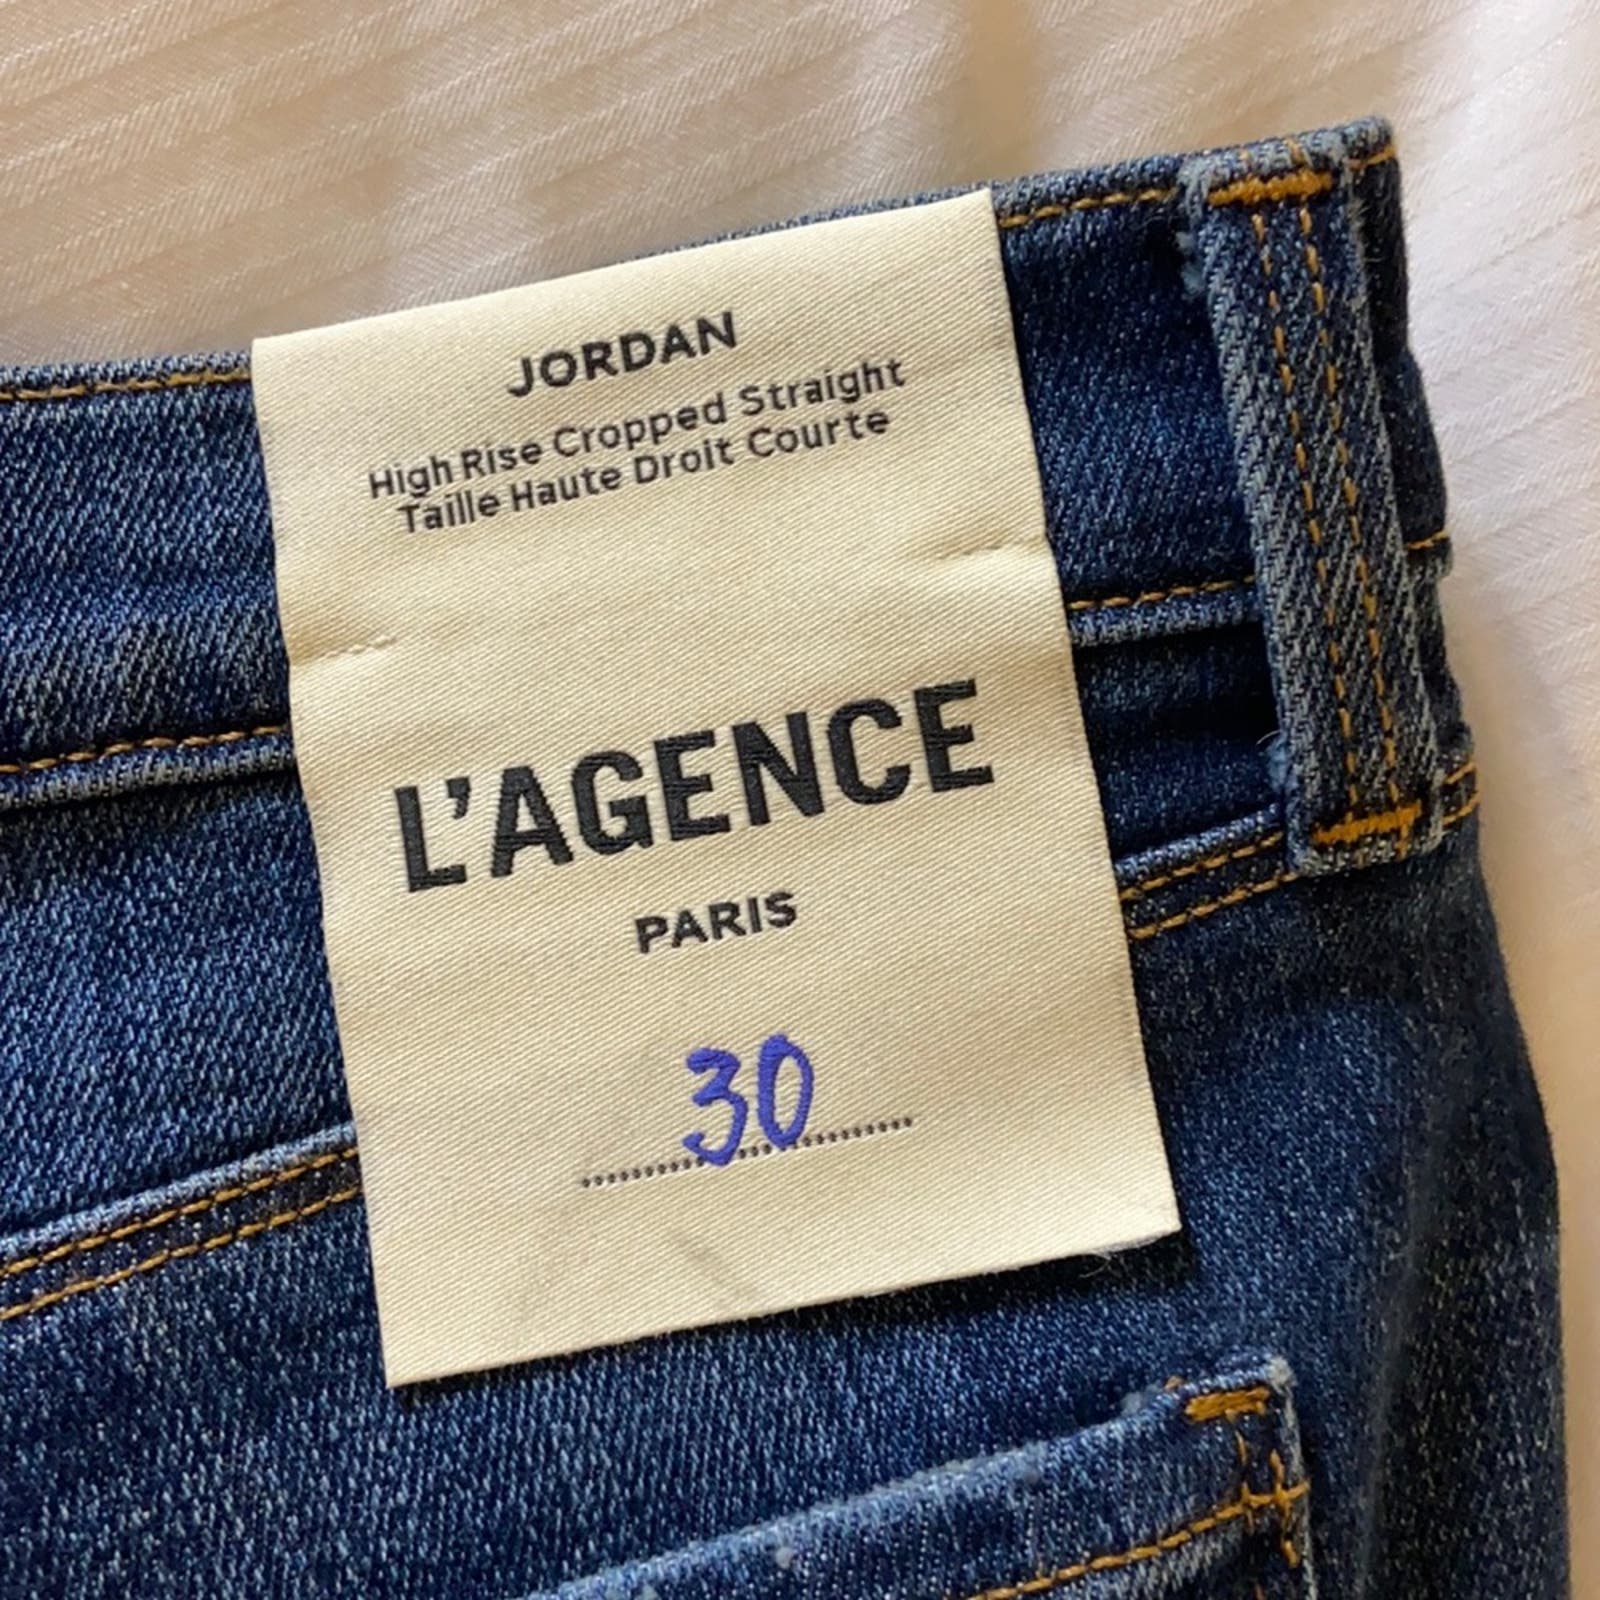 JORDAN
High Rise Cropped Straight
Taille Haute Droit Courte
L'AGENCE
PARIS
30